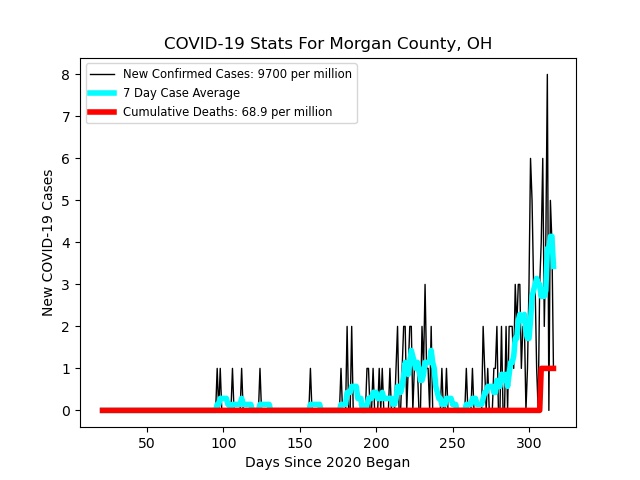 COVID-19 Stats For Morgan County, OH
New Confirmed Cases: 9700 per million
7 Day Case Average
Cumulative Deaths: 68.9 per million
New COVID-19 Cases
8
7
6
5
4
3
2
1
0
50 100 150 200 250 300
Days Since 2020 Began